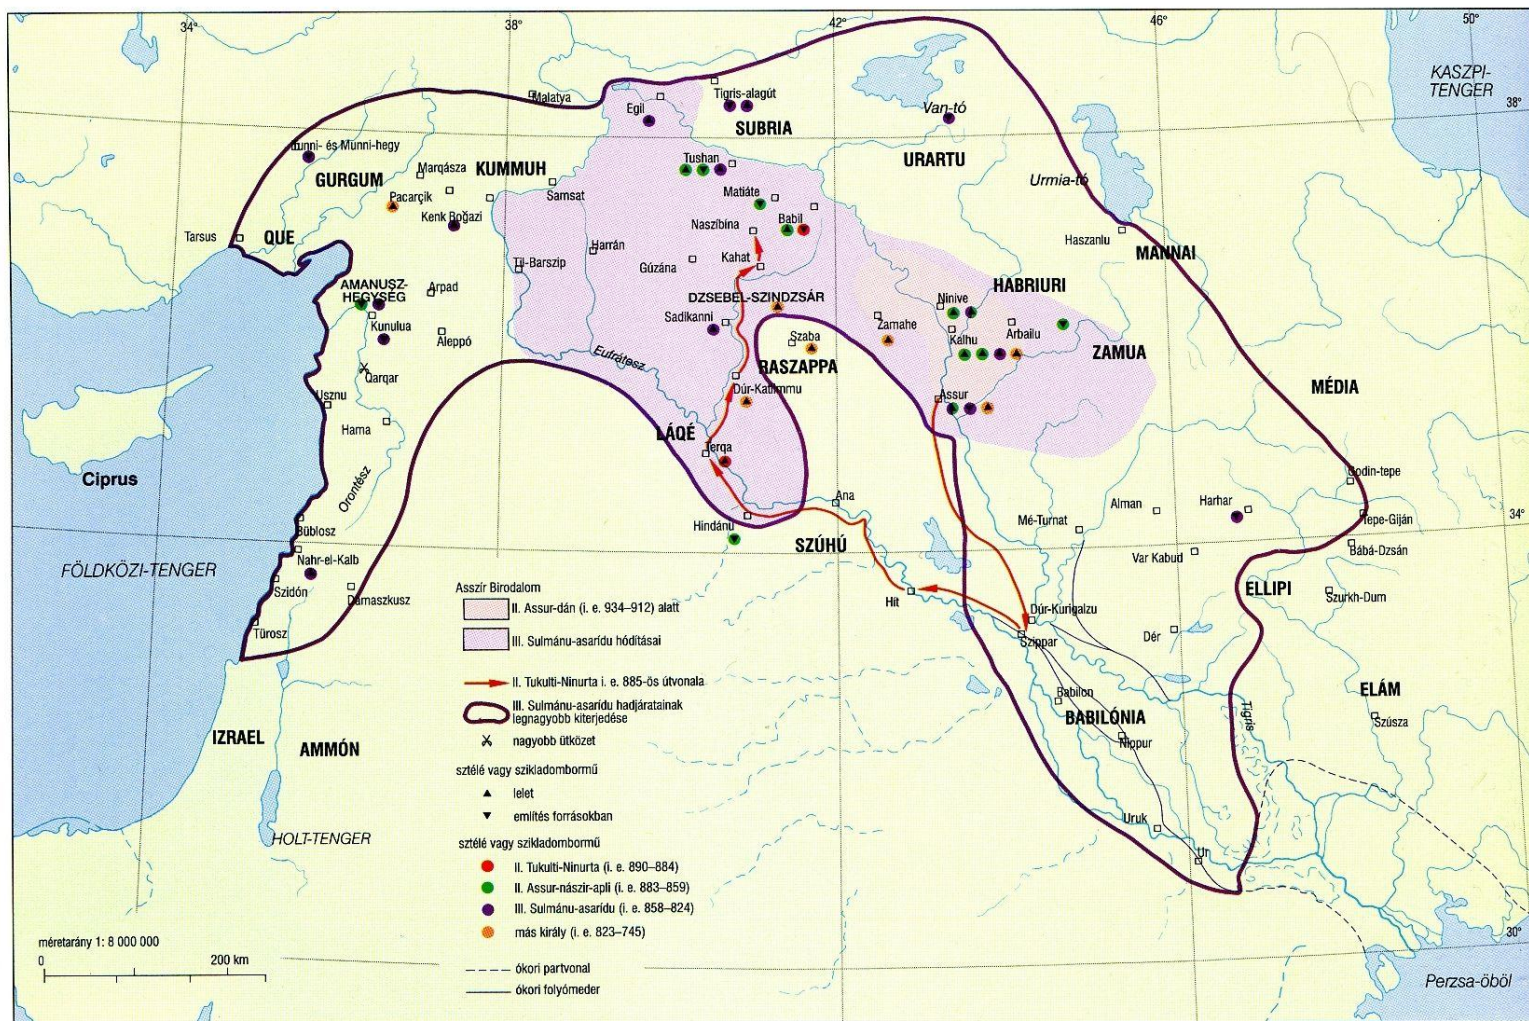 34°
38°
42°
46°
50°
KASZPI-
TENGER
38°
Malatya
Egil
Tigris-alagút
SUBRIA
Van-tó
URARTU
Urmia-tó
Tunni- és Munni-hegy
GURGUM
Marqásza
KUMMUH
Pacarçik
Kenk Boğazi
Samsat
Tushan
Matiáte
Naszíbina
Babil
Haszanlu
MANNAI
Tarsus
QUE
Harrán
Tíl-Barszip
Gúzána
Kahat
HABRIURI
AMANUSZ-
HEGYSÉG
Arpad
DZSEBEL-SZINDZSÁR
Ninive
Kunulua
Aleppó
Sadikanni
Zamahe
Kalhu
Arbailu
ZAMUA
Szaba
RASZAPPA
Eufrátesz
Qarqar
Dúr-Katlimmu
Assur
MÉDIA
Usznu
Hama
LÁQÉ
Terqa
Ciprus
Orontész
Godin-tepe
Ana
Alman
Harhar
34°
Büblosz
Hindánu
SZÚHÚ
Mé-Turnat
Tepe-Giján
Nahr-el-Kalb
Var Kabud
Bábá-Dzsán
FÖLDKÖZI-TENGER
Szidón
Damaszkusz
Hít
ELLIPI
Szurkh-Dum
Türosz
Dúr-Kurigalzu
Szippar
Dér
Babilon
BABILÓNIA
ELÁM
Szúsza
Tigris
Nippur
IZRAEL
AMMÓN
Uruk
Ur
HOLT-TENGER
30°
Perzsa-öböl
Asszír Birodalom
II. Assur-dán (i. e. 934–912) alatt
III. Sulmánu-asarídu hódításai
II. Tukulti-Ninurta i. e. 885-ös útvonala
III. Sulmánu-asarídu hadjáratainak
legnagyobb kiterjedése
nagyobb ütközet
sztélé vagy szikladombormű
lelet
említés forrásokban
sztélé vagy szikladombormű
II. Tukulti-Ninurta (i. e. 890–884)
II. Assur-nászir-apli (i. e. 883–859)
III. Sulmánu-asarídu (i. e. 858–824)
más király (i. e. 823–745)
ókori partvonal
ókori folyómeder
méretarány 1: 8 000 000
0
200 km